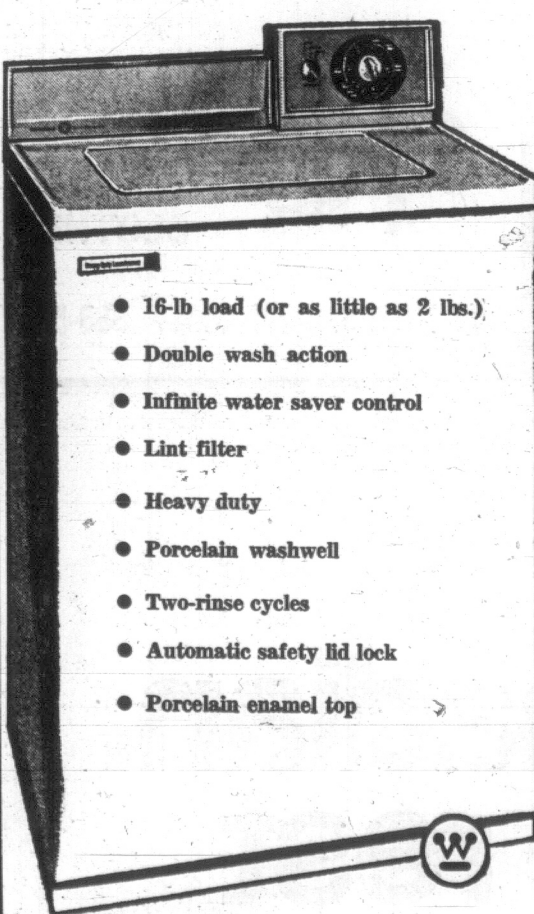 ● 16-lb load (or as little as 2 lbs.)
● Double wash action
● Infinite water saver control
● Lint filter
● Heavy duty
● Porcelain washwell
● Two-rinse cycles
● Automatic safety lid lock
● Porcelain enamel top
W